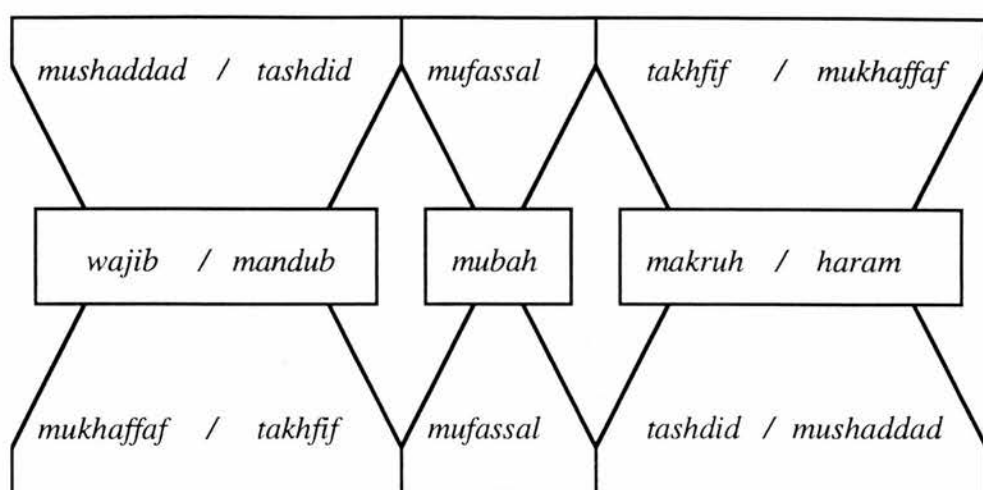 mushaddad / tashdid mufassal takhfif / mukhaffaf
wajib / mandub mubah makruh / haram
mukhaffaf / takhfif mufassal tashdid / mushaddad